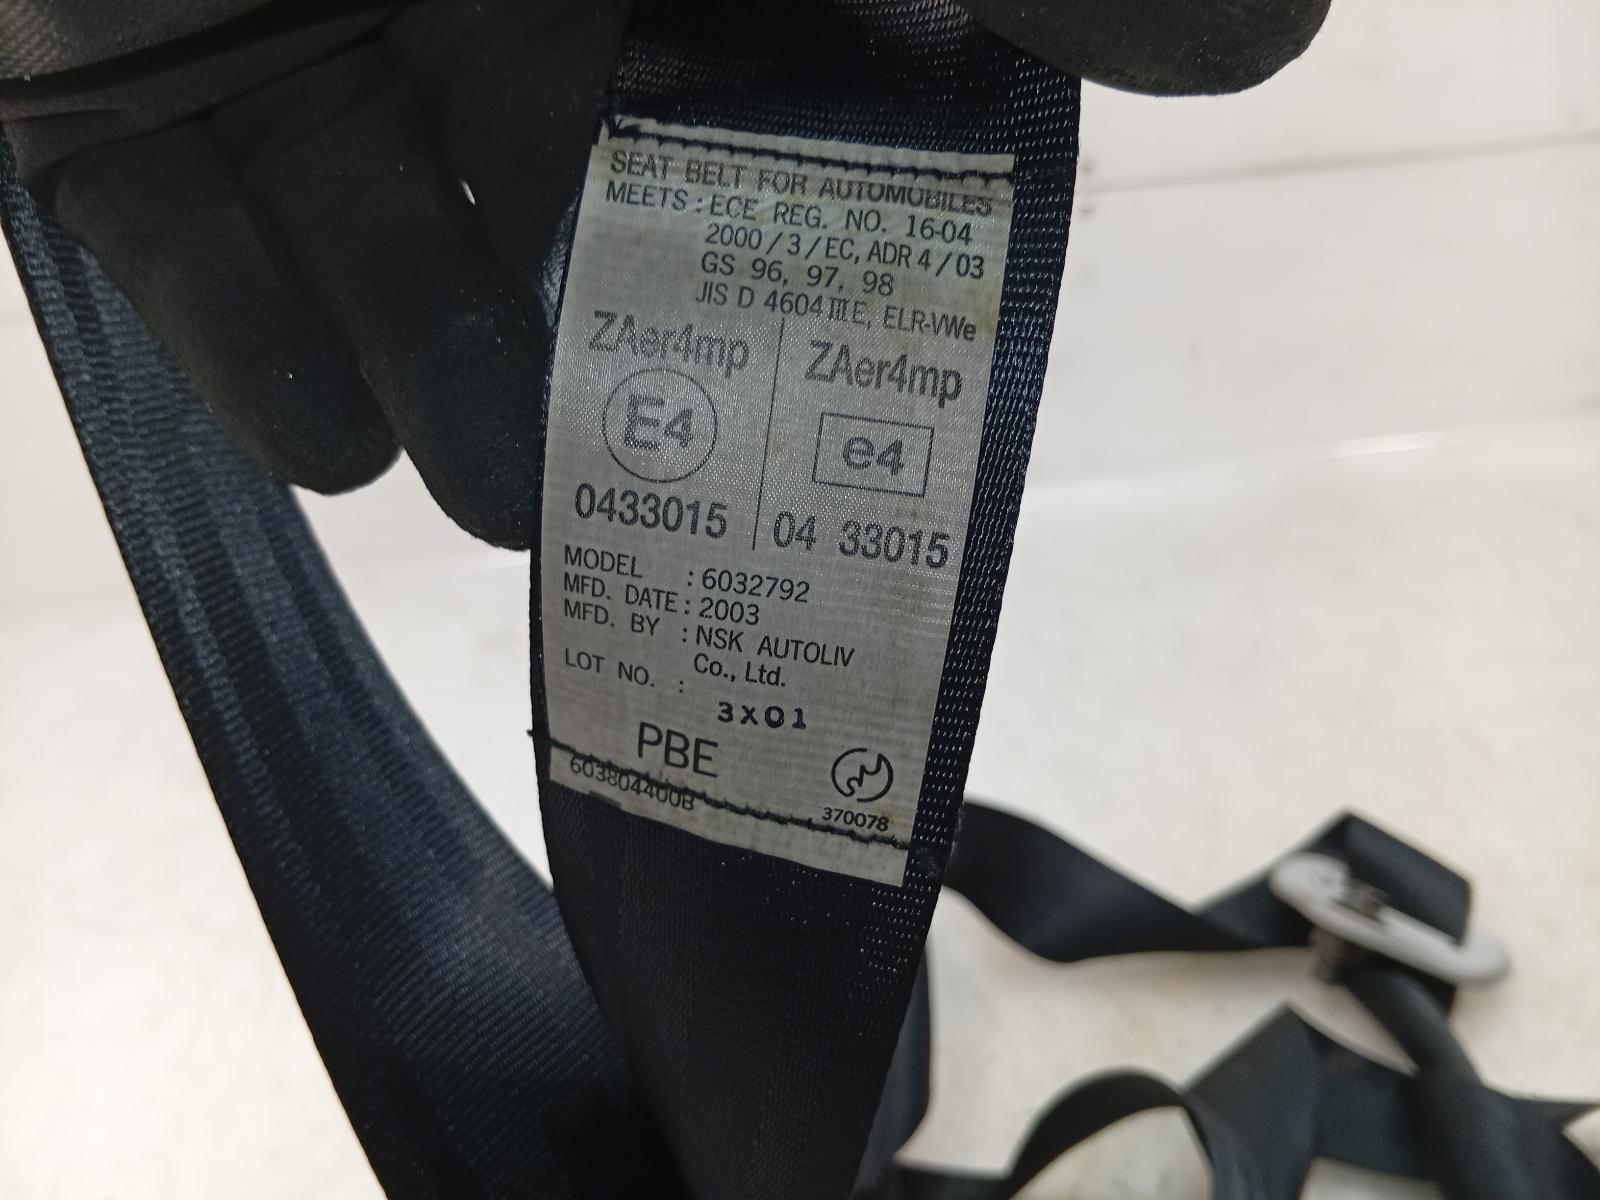 SEAT BELT FOR AUTOMOBILES
MEETS : ECE REG. NO. 16-04
2000/3/EC, ADR 4/03
GS 96, 97, 98
JIS D 4604 III E, ELR-VWe
ZAer4mp ZAer4mp
E4 e4
0433015 04 33015
MODEL : 6032792
MFD. DATE : 2003
MFD. BY : NSK AUTOLIV
Co., Ltd.
LOT NO. :
3X01
PBE
603804400B
370078